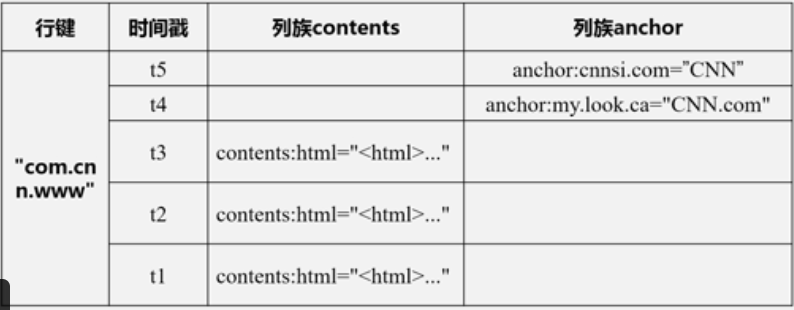 行键 时间戳 列族contents 列族anchor
t5 anchor:cnnsi.com="CNN"
t4 anchor:my.look.ca="CNN.com"
"com.cn
n.www"
t3 contents:html="<html>..."
t2 contents:html="<html>..."
t1 contents:html="<html>..."